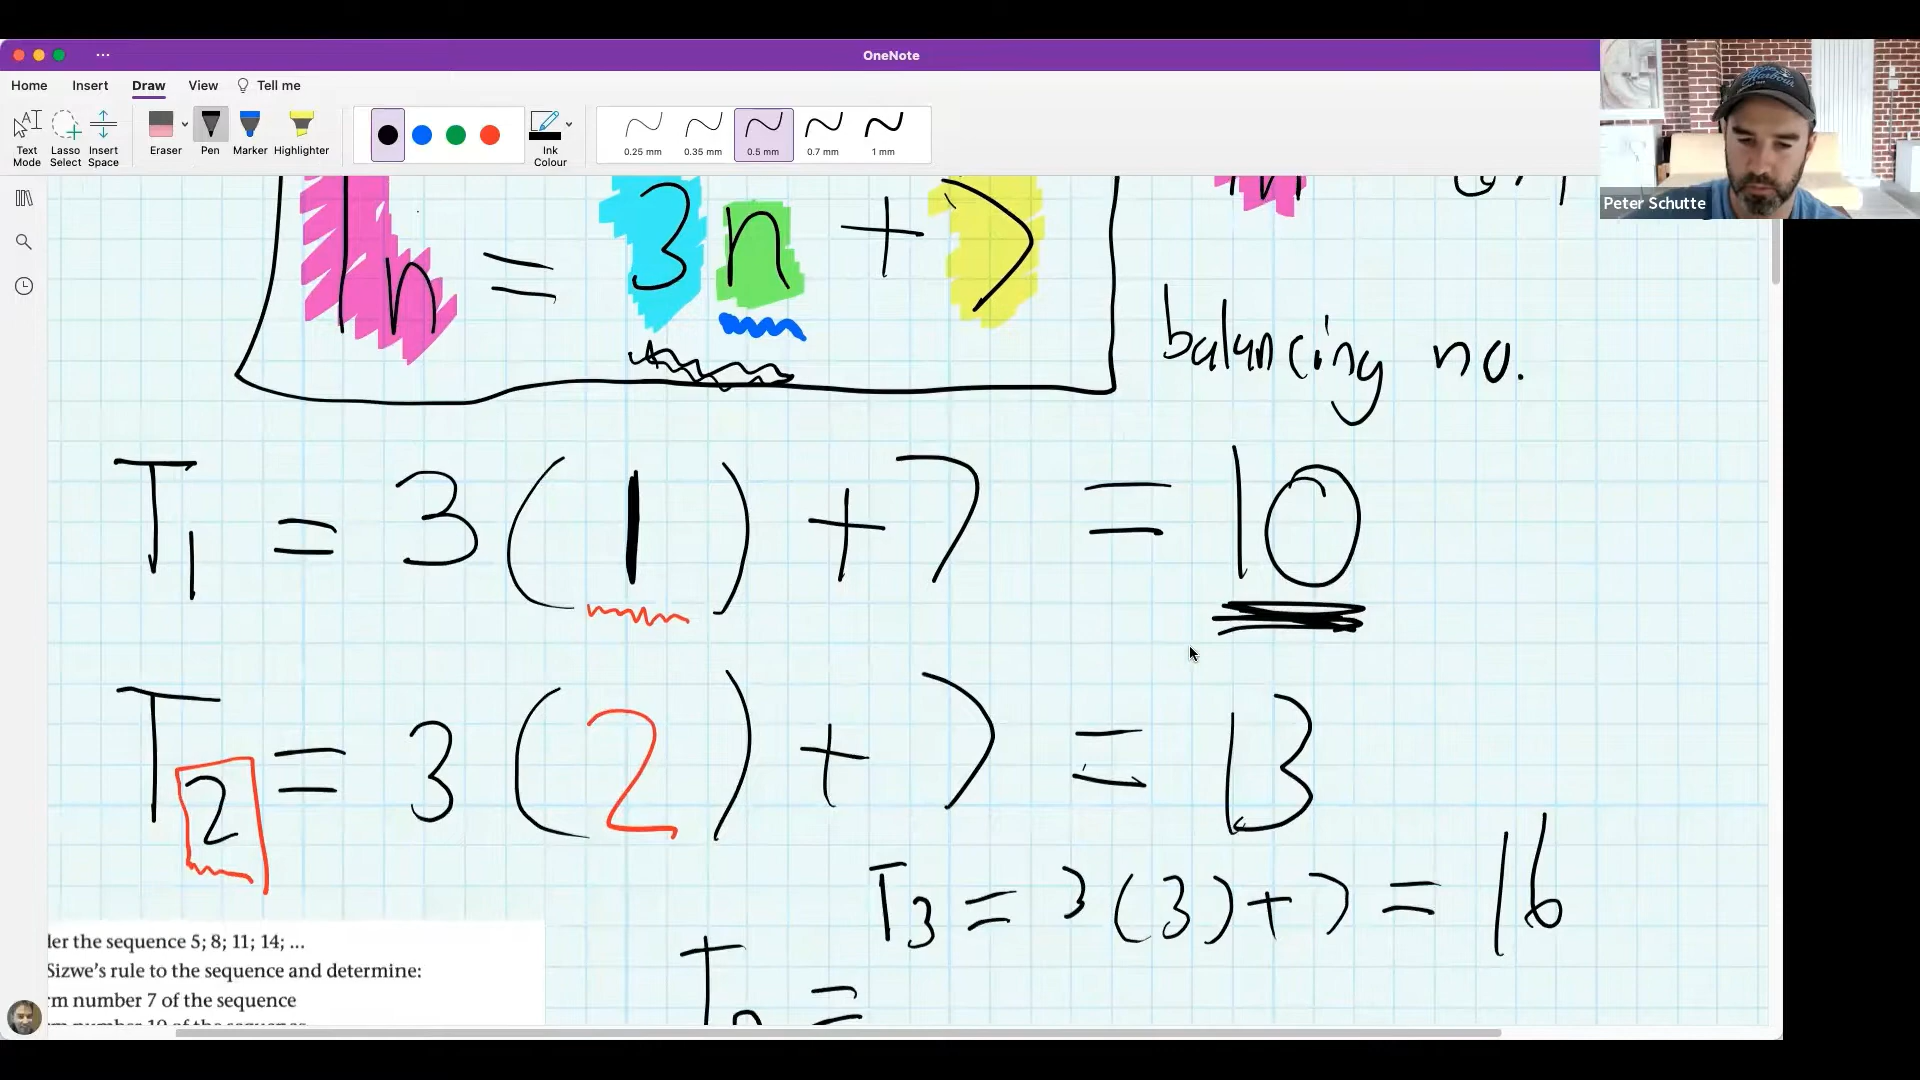 OneNote
Home Insert Draw View Tell me
Text Mode Lasso Select Insert Space Eraser Pen Marker Highlighter Ink Colour 0.25 mm 0.35 mm 0.5 mm 0.7 mm 1 mm
Peter Schutte
Tn = 3n + 7
balancing no.
T1 = 3(1) + 7 = 10
T2 = 3(2) + 7 = 13
T3 = 3(3) + 7 = 16
Tn =
der the sequence 5; 8; 11; 14; ...
Sizwe's rule to the sequence and determine:
rm number 7 of the sequence